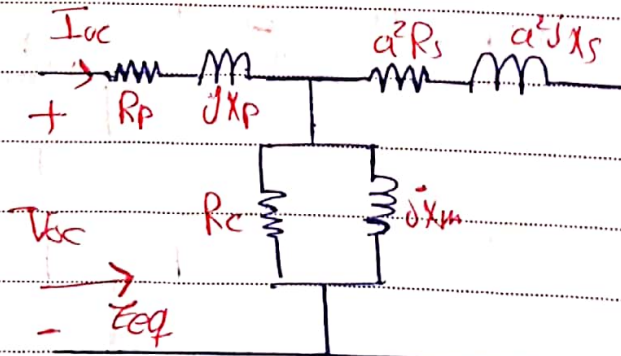 Ioc a²Rs a²jXs
+ Rp jXp
Rc jXm
Voc
Zeq
-